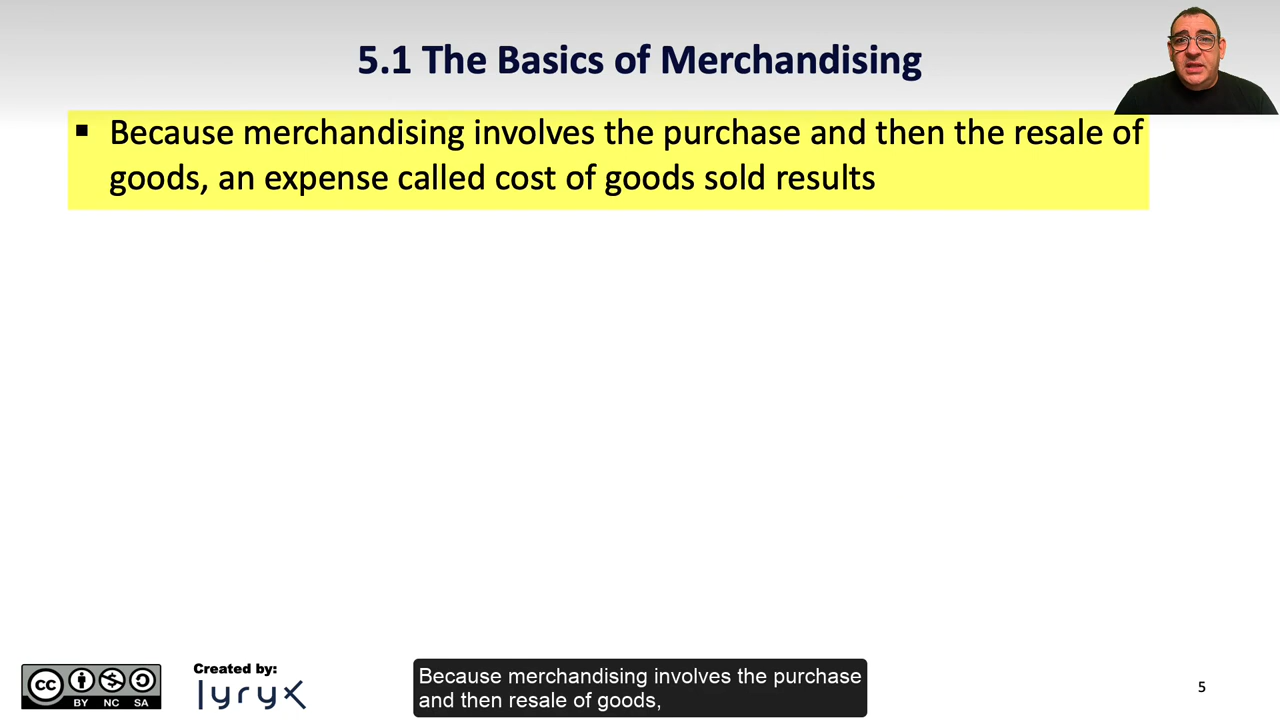 5.1 The Basics of Merchandising
▪ Because merchandising involves the purchase and then the resale of
goods, an expense called cost of goods sold results
cc
BY NC SA
Created by:
lyryx
Because merchandising involves the purchase
and then resale of goods,
5